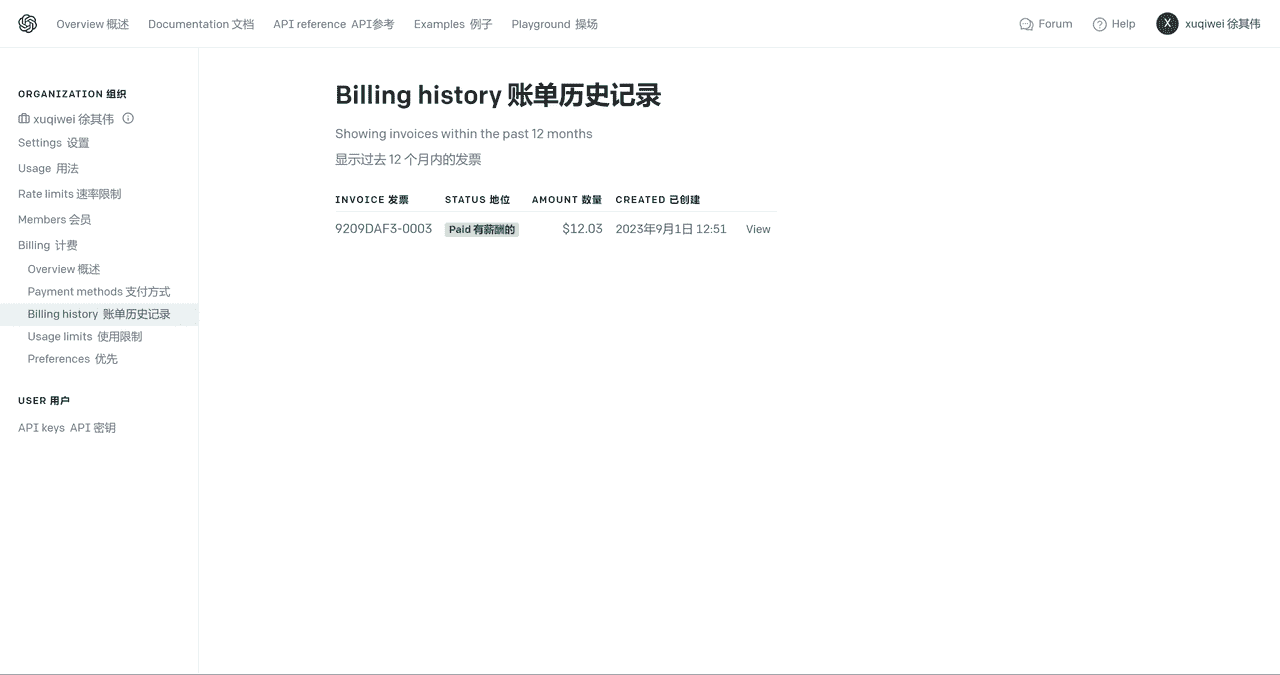 Overview 概述 Documentation 文档 API reference API参考 Examples 例子 Playground 操场 Forum Help X xuqiwei 徐其伟
ORGANIZATION 组织
xuqiwei 徐其伟
Settings 设置
Usage 用法
Rate limits 速率限制
Members 会员
Billing 计费
Overview 概述
Payment methods 支付方式
Billing history 账单历史记录
Usage limits 使用限制
Preferences 优先
USER 用户
API keys API 密钥
Billing history 账单历史记录
Showing invoices within the past 12 months
显示过去 12 个月内的发票
INVOICE 发票 STATUS 地位 AMOUNT 数量 CREATED 已创建
9209DAF3-0003 Paid 有薪酬的 $12.03 2023年9月1日 12:51 View